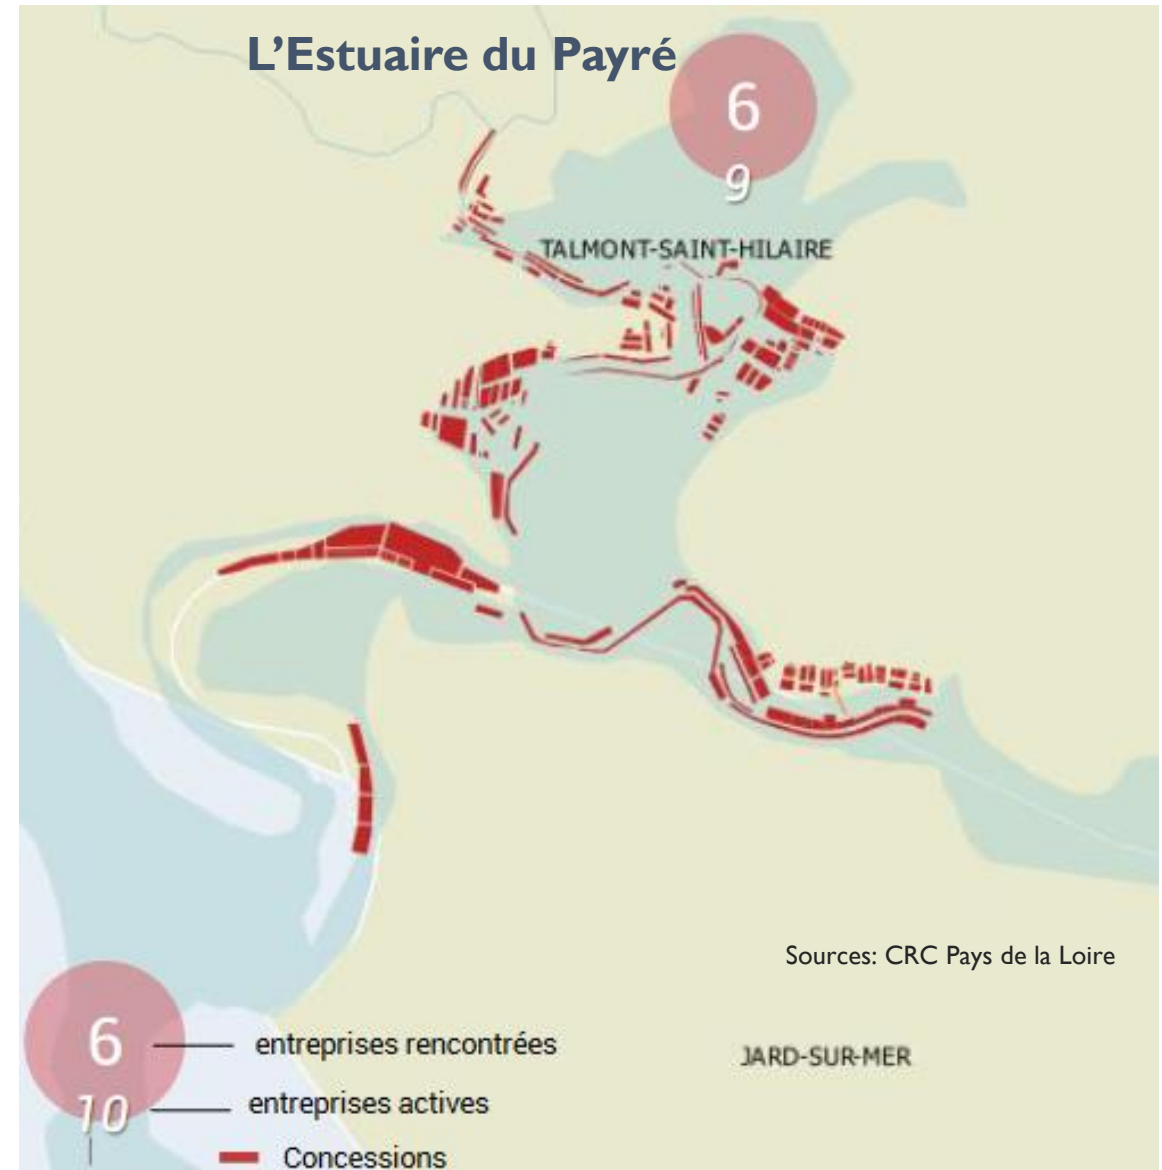 L'Estuaire du Payré
6
9
TALMONT-SAINT-HILAIRE
Sources: CRC Pays de la Loire
6
entreprises rencontrées
JARD-SUR-MER
10
entreprises actives
Concessions